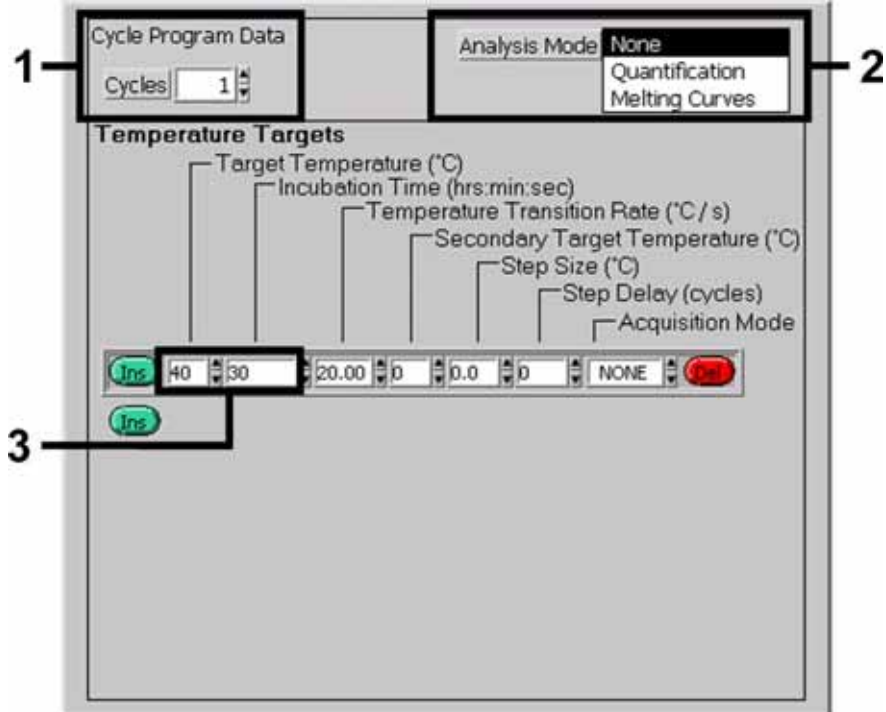 Cycle Program Data
1
Cycles 1
Analysis Mode None
Quantification
Melting Curves
2
Temperature Targets
Target Temperature (°C)
Incubation Time (hrs:min:sec)
Temperature Transition Rate (°C / s)
Secondary Target Temperature (°C)
Step Size (°C)
Step Delay (cycles)
Acquisition Mode
Ins 40 30 20.00 0 0.0 0 NONE Del
Ins
3